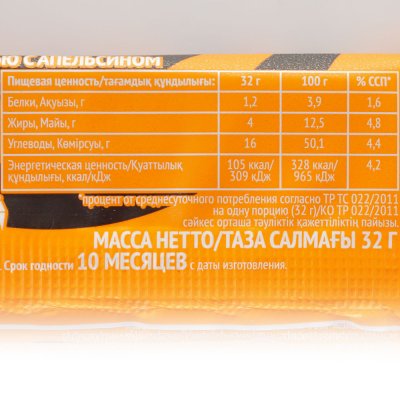 С АПЕЛЬСИНОМ
Пищевая ценность/тағамдық құндылығы: 32 г 100 г % ССП*
Белки, Ақуызы, г 1,2 3,9 1,6
Жиры, Майы, г 4 12,5 4,8
Углеводы, Көмірсуы, г 16 50,1 4,4
Энергетическая ценность/Қуаттылық 105 ккал/ 328 ккал/ 4,2
құндылығы, ккал/кДж 309 кДж 965 кДж
процент от среднесуточного потребления согласно ТР ТС 022/2011
на одну порцию (32 г)/КО ТР 022/2011
сәйкес орташа тәуліктік қажеттіліктің пайызы.
МАССА НЕТТО/ТАЗА САЛМАҒЫ 32 Г
Срок годности 10 МЕСЯЦЕВ с даты изготовления.